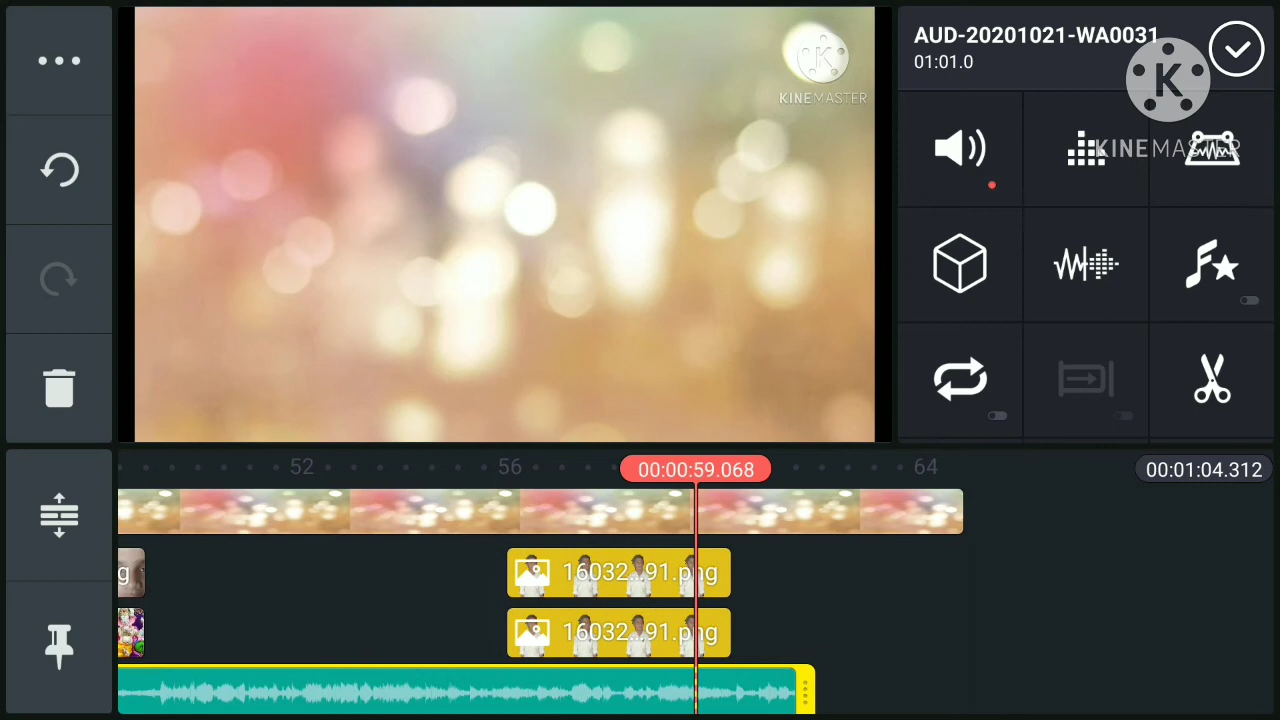 KINEMASTER
AUD-20201021-WA0031
01:01.0
KINEMASTER
52
56
00:00:59.068
64
00:01:04.312
g
16032...91.png
16032...91.png